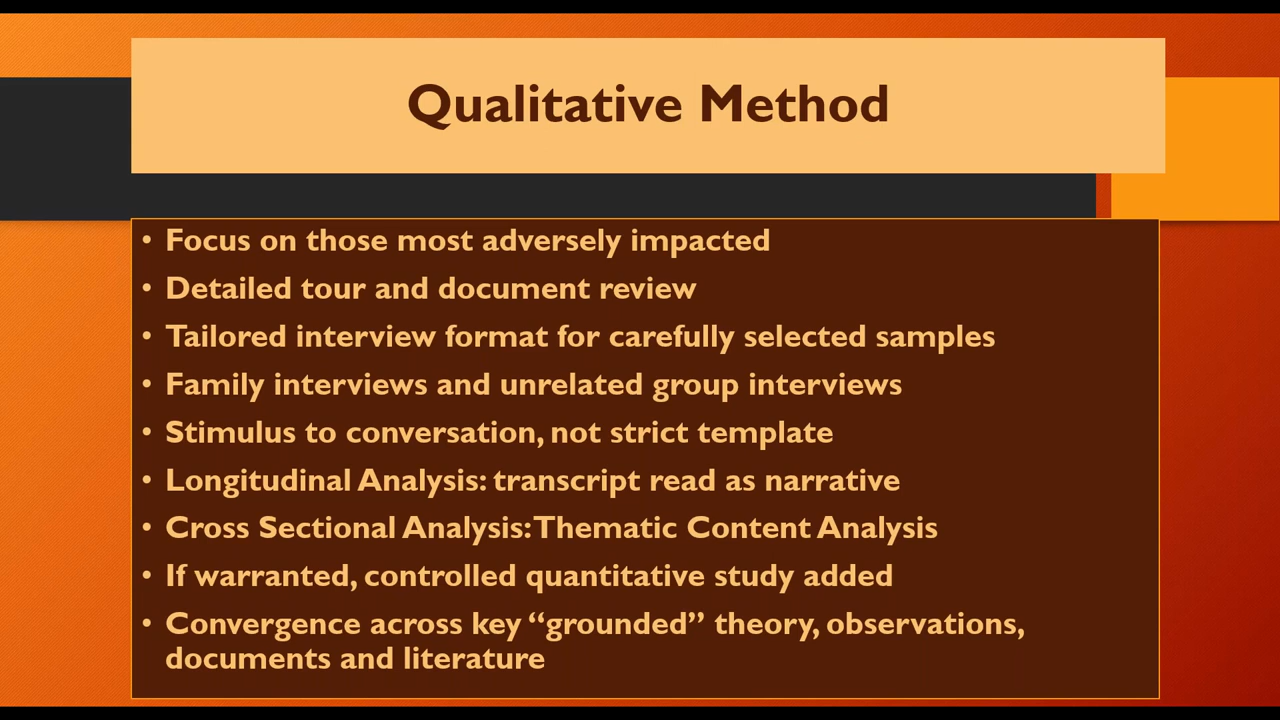 Qualitative Method
• Focus on those most adversely impacted
• Detailed tour and document review
• Tailored interview format for carefully selected samples
• Family interviews and unrelated group interviews
• Stimulus to conversation, not strict template
• Longitudinal Analysis: transcript read as narrative
• Cross Sectional Analysis: Thematic Content Analysis
• If warranted, controlled quantitative study added
• Convergence across key “grounded” theory, observations,
documents and literature